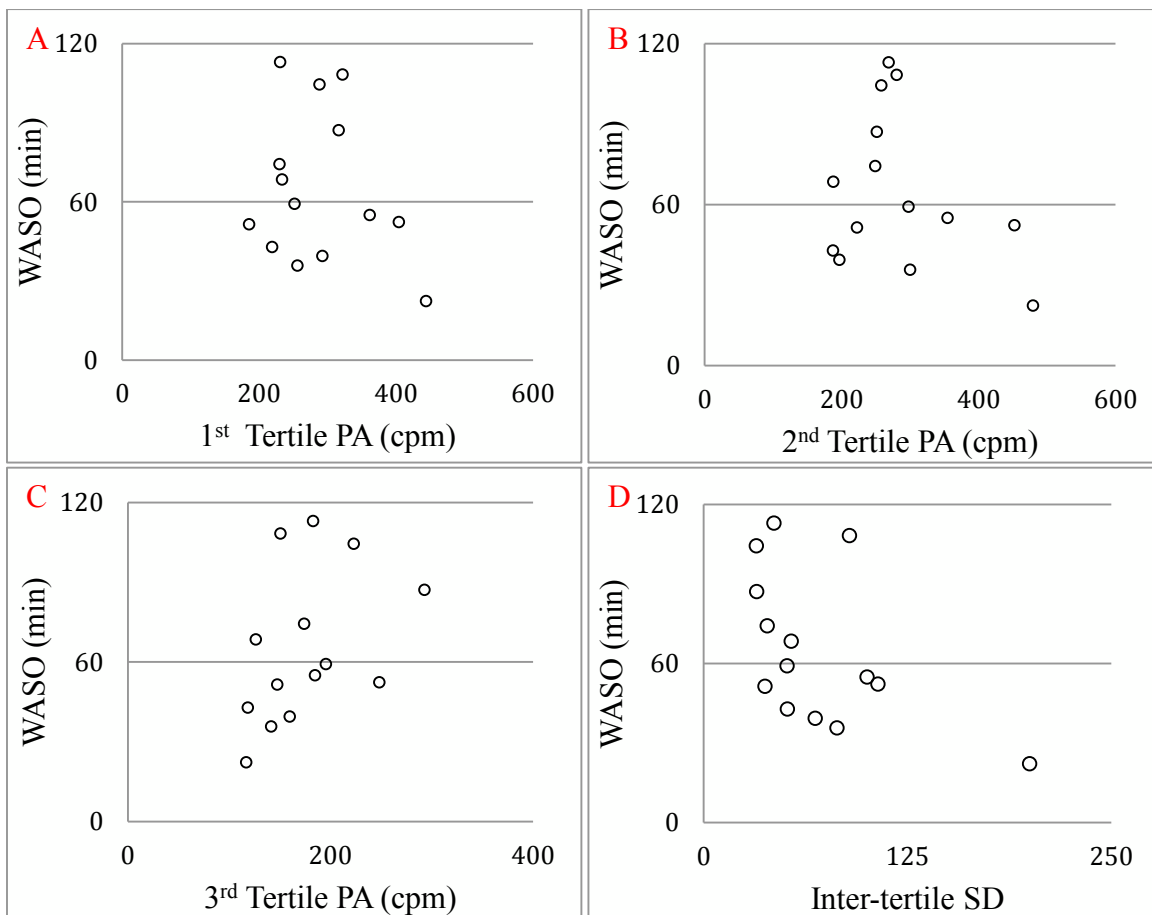 A
120
60
0
WASO (min)
0 200 400 600
1st Tertile PA (cpm)
B
120
60
0
WASO (min)
0 200 400 600
2nd Tertile PA (cpm)
C
120
60
0
WASO (min)
0 200 400
3rd Tertile PA (cpm)
D
120
60
0
WASO (min)
0 125 250
Inter-tertile SD